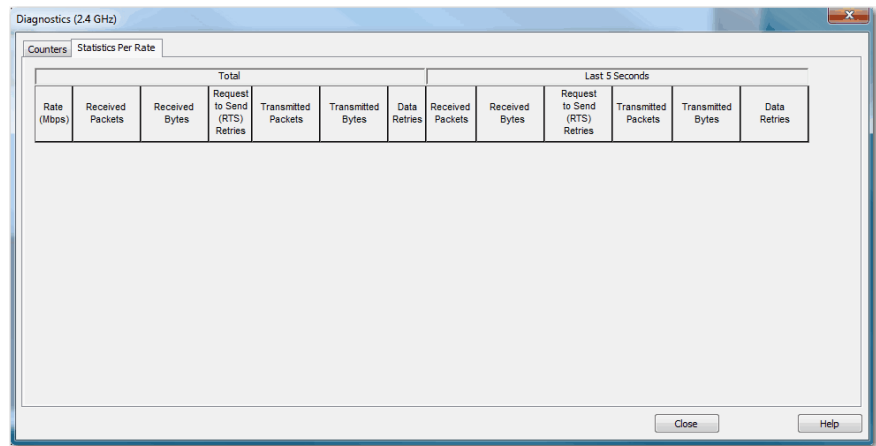 Diagnostics (2.4 GHz)
Counters Statistics Per Rate
Total Last 5 Seconds
Rate (Mbps) Received Packets Received Bytes Request to Send (RTS) Retries Transmitted Packets Transmitted Bytes Data Retries Received Packets Received Bytes Request to Send (RTS) Retries Transmitted Packets Transmitted Bytes Data Retries
Close Help